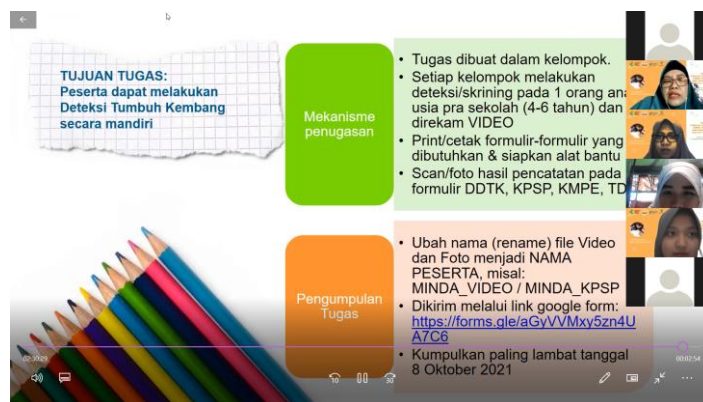 TUJUAN TUGAS:
Peserta dapat melakukan
Deteksi Tumbuh Kembang
secara mandiri
Mekanisme
penugasan
• Tugas dibuat dalam kelompok.
• Setiap kelompok melakukan
deteksi/skrining pada 1 orang ana
usia pra sekolah (4-6 tahun) dan
direkam VIDEO
• Print/cetak formulir-formulir yang
dibutuhkan & siapkan alat bantu
• Scan/foto hasil pencatatan pada
formulir DDTK, KPSP, KMPE, TD
Pengumpulan
Tugas
• Ubah nama (rename) file Video
dan Foto menjadi NAMA
PESERTA, misal:
MINDA_VIDEO / MINDA_KPSP
• Dikirim melalui link google form:
https://forms.gle/aGyVVMxy5zn4U
A7C6
• Kumpulkan paling lambat tanggal
8 Oktober 2021
02:30:29
00:02:54
10
30